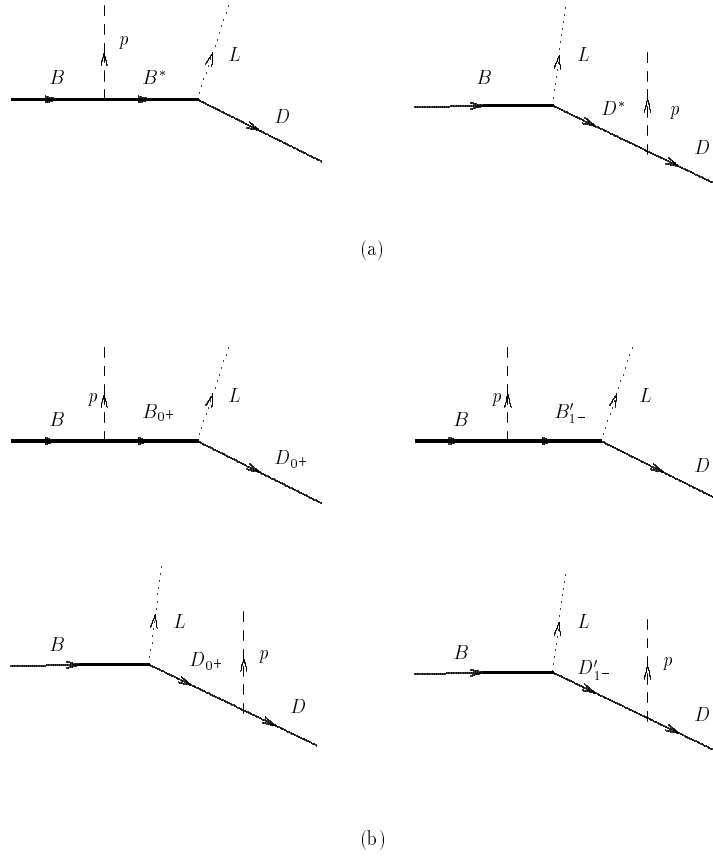 p L
B B* D
L
B D* p D
(a)
p L
B B₀₊ D₀₊
p L
B B′₁₋ D
L
B D₀₊ p D
L
B D′₁₋ p D
(b)